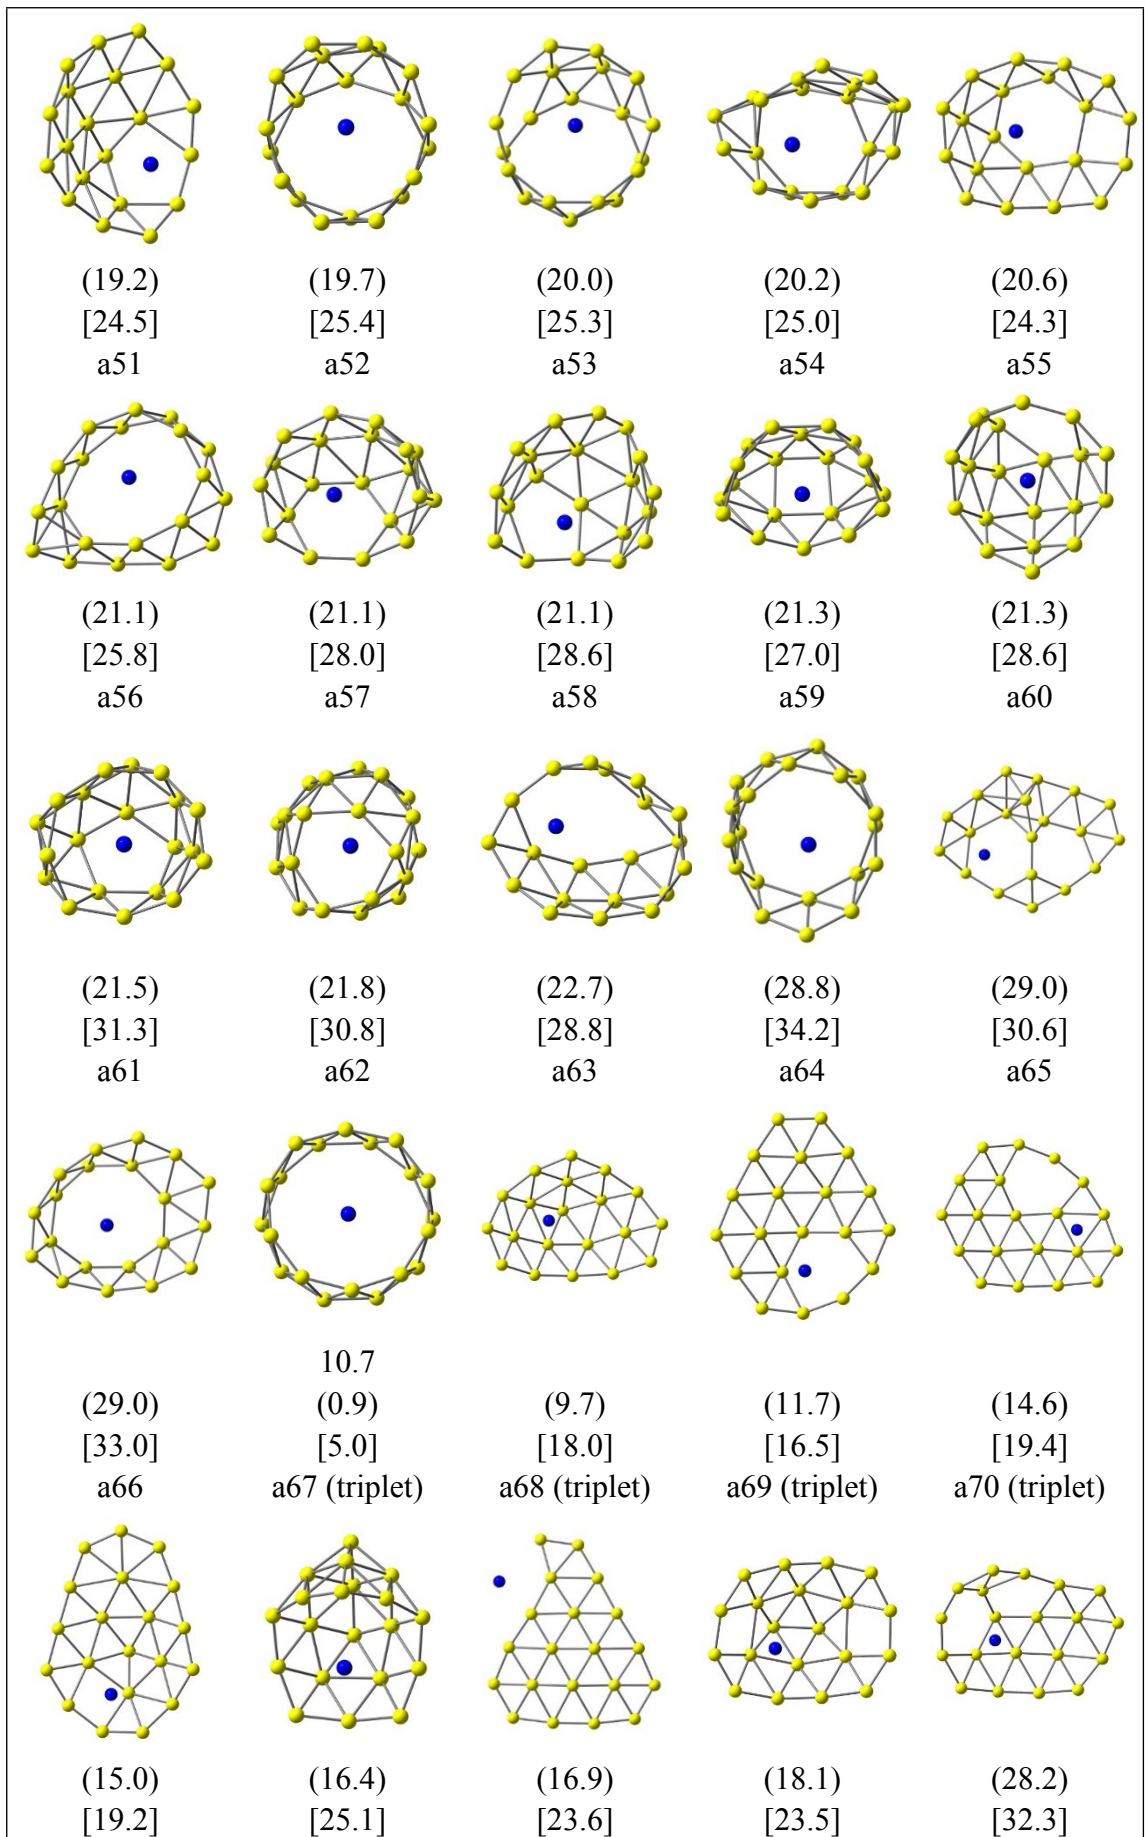 (19.2) (19.7) (20.0) (20.2) (20.6)
[24.5] [25.4] [25.3] [25.0] [24.3]
a51 a52 a53 a54 a55
(21.1) (21.1) (21.1) (21.3) (21.3)
[25.8] [28.0] [28.6] [27.0] [28.6]
a56 a57 a58 a59 a60
(21.5) (21.8) (22.7) (28.8) (29.0)
[31.3] [30.8] [28.8] [34.2] [30.6]
a61 a62 a63 a64 a65
10.7
(29.0) (0.9) (9.7) (11.7) (14.6)
[33.0] [5.0] [18.0] [16.5] [19.4]
a66 a67 (triplet) a68 (triplet) a69 (triplet) a70 (triplet)
(15.0) (16.4) (16.9) (18.1) (28.2)
[19.2] [25.1] [23.6] [23.5] [32.3]